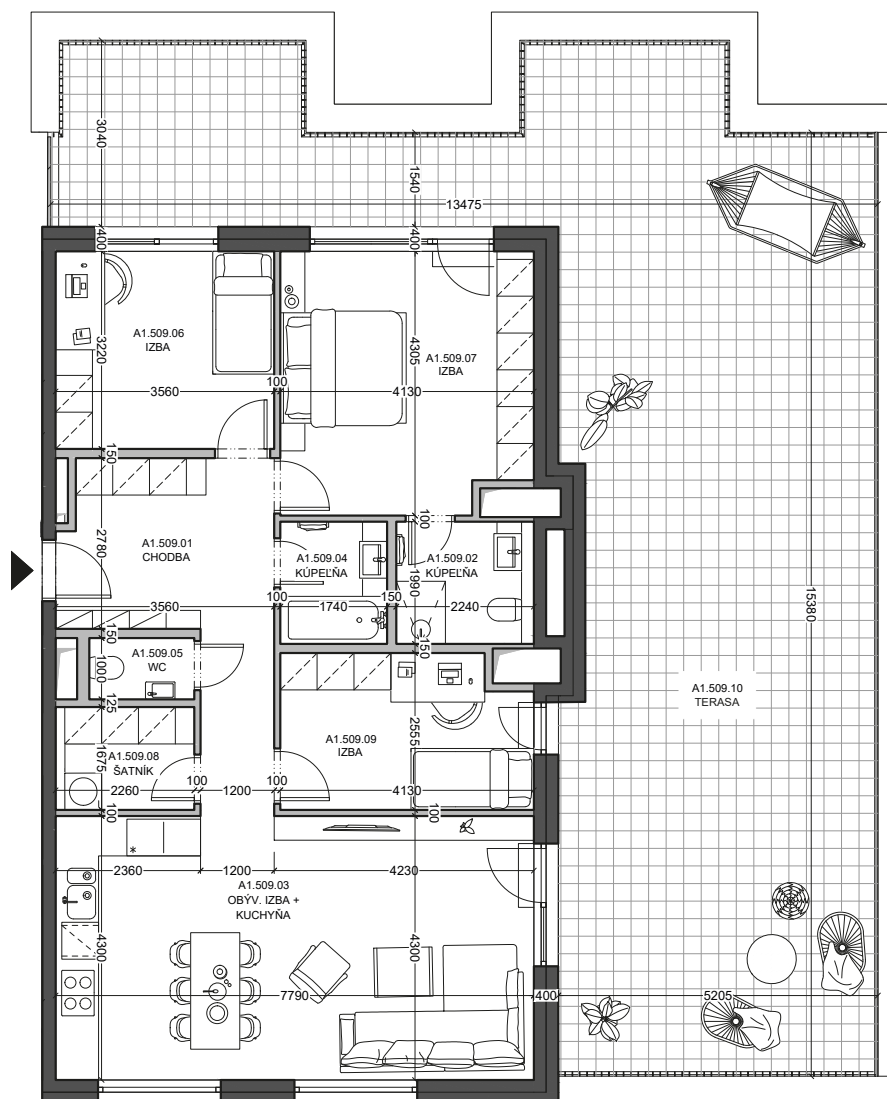 3040
1540
13475
400
400
A1.509.06
IZBA
3220
4305
A1.509.07
IZBA
3560
100
4130
150
2780
A1.509.01
CHODBA
100
A1.509.04
KÚPEĽŇA
A1.509.02
KÚPEĽŇA
1990
3560
100
1740
150
2240
15380
150
A1.509.05
WC
1000
150
125
A1.509.10
TERASA
2555
A1.509.09
IZBA
A1.509.08
ŠATNÍK
1675
2260
100
1200
100
4130
100
100
*
2360
1200
4230
A1.509.03
OBÝV. IZBA +
KUCHYŇA
4300
4300
7790
400
5205